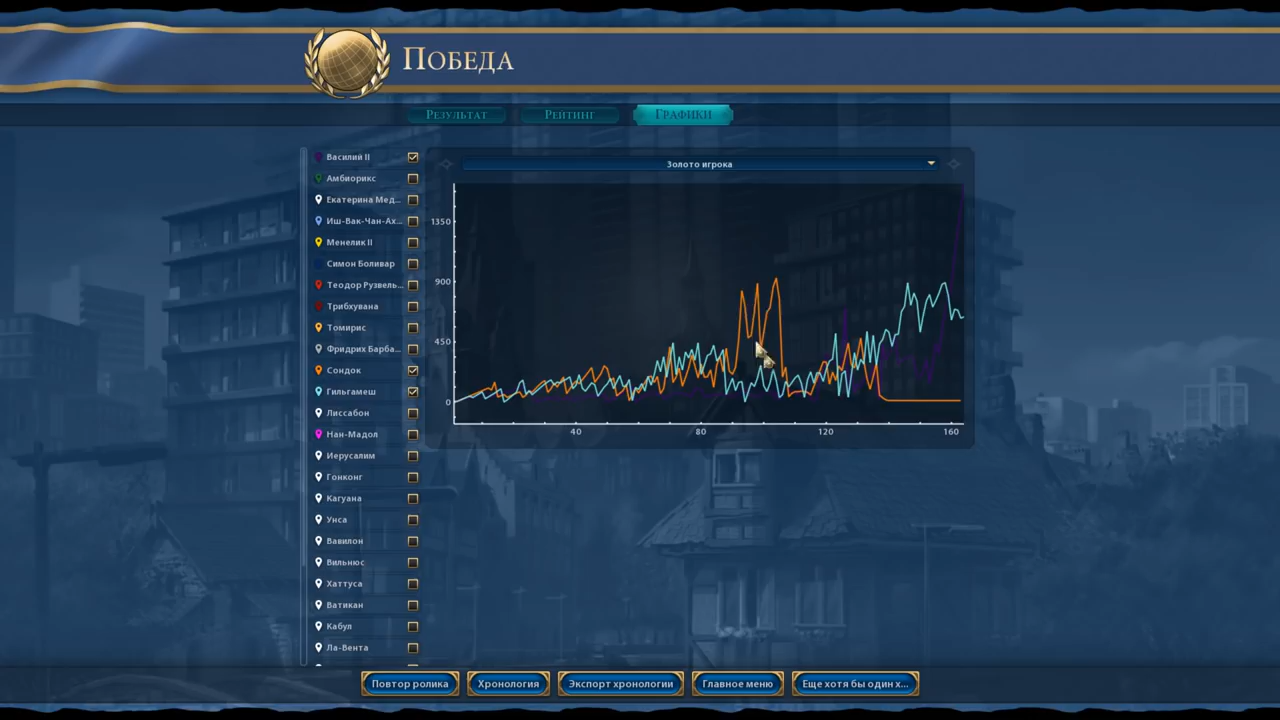 Победа
Результат
Рейтинг
Графики
Василий II
Амбиорикс
Екатерина Мед...
Иш-Вак-Чан-Ах...
Менелик II
Симон Боливар
Теодор Рузвель...
Трибхувана
Томирис
Фридрих Барба...
Сондок
Гильгамеш
Лиссабон
Нан-Мадол
Иерусалим
Гонконг
Кагуана
Унса
Вавилон
Вильнюс
Хаттуса
Ватикан
Кабул
Ла-Вента
Золото игрока
1350
900
450
0
40
80
120
160
Повтор ролика
Хронология
Экспорт хронологии
Главное меню
Еще хотя бы один х...